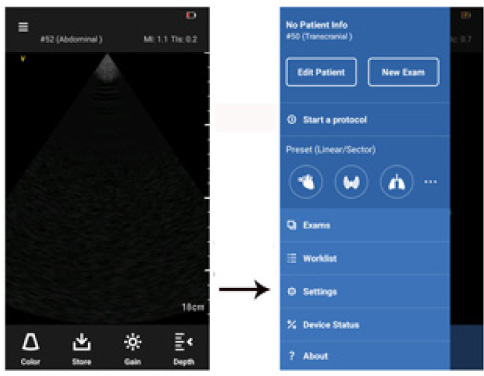 #52 (Abdominal)
MI: 1.1 TIs: 0.2
V
18cm
Color
Store
Gain
Depth
No Patient Info
#50 (Transcranial)
Edit Patient
New Exam
Start a protocol
Preset (Linear/Sector)
...
Exams
Worklist
Settings
Device Status
? About